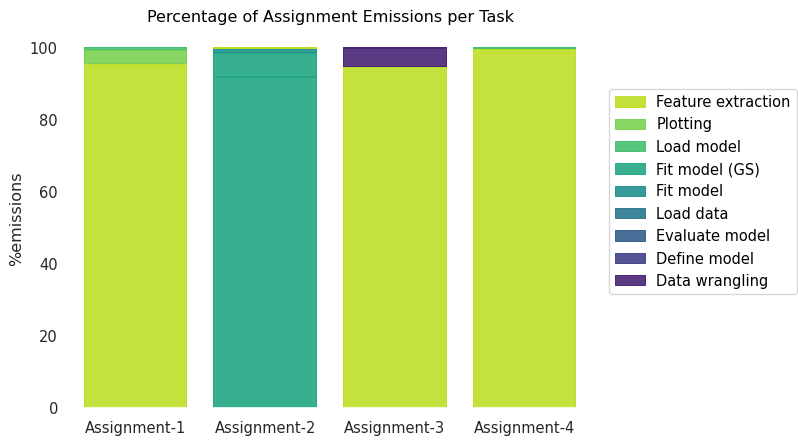 Percentage of Assignment Emissions per Task
100
80
60
40
20
0
%emissions
Assignment-1
Assignment-2
Assignment-3
Assignment-4
Feature extraction
Plotting
Load model
Fit model (GS)
Fit model
Load data
Evaluate model
Define model
Data wrangling